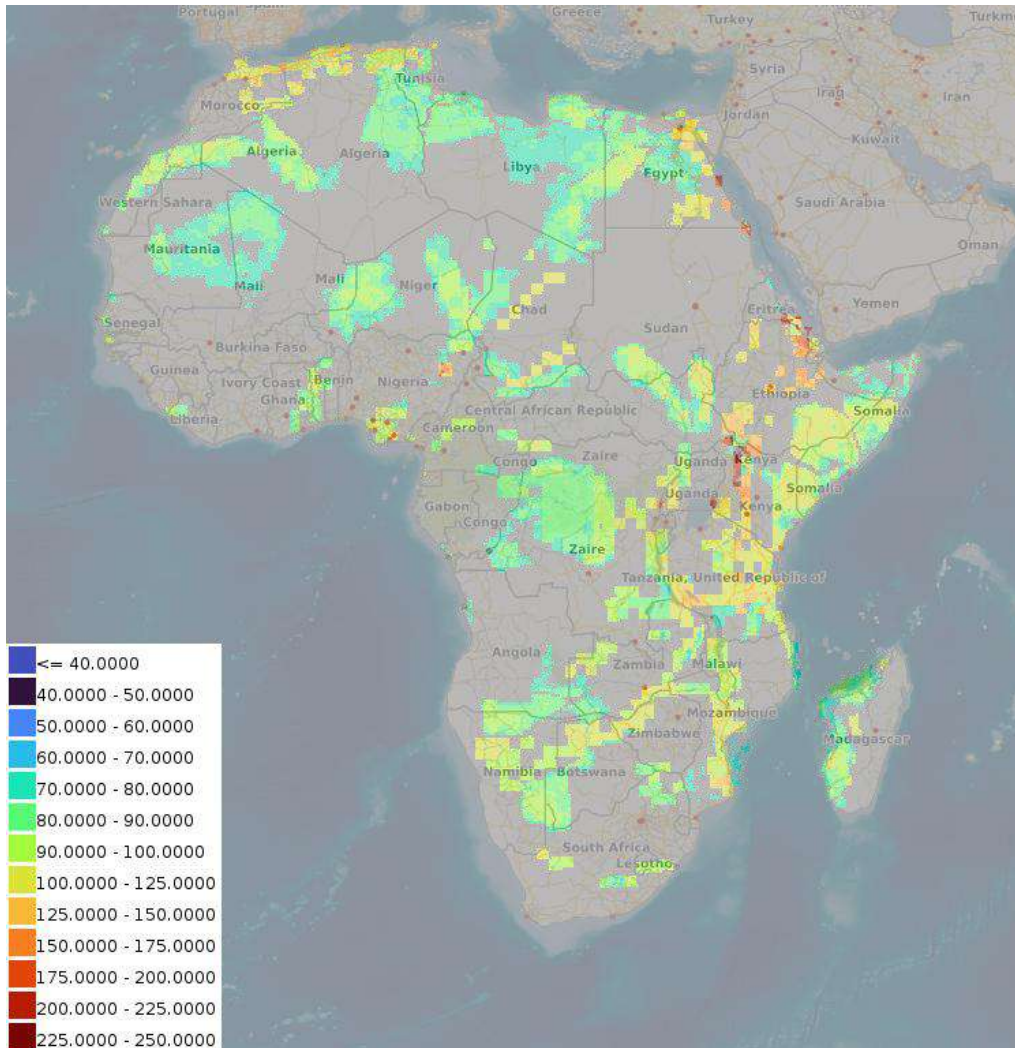 Portugal
Greece
Turkey
Turkm
Syria
Tunisia
Iraq
Iran
Morocco
Jordan
Kuwait
Algeria
Algeria
Libya
Egypt
Western Sahara
Saudi Arabia
Mauritania
Oman
Mali
Mali
Niger
Chad
Eritrea
Yemen
Senegal
Sudan
Burkina Faso
Guinea
Benin
Nigeria
Ivory Coast
Ghana
Ethiopia
Liberia
Central African Republic
Somalia
Cameroon
Congo
Zaire
Uganda
Kenya
Somalia
Gabon
Uganda
Kenya
Congo
Zaire
Tanzania, United Republic of
Angola
Zambia
Malawi
Mozambique
Zimbabwe
Madagascar
Namibia
Botswana
South Africa
Lesotho
<= 40.0000
40.0000 - 50.0000
50.0000 - 60.0000
60.0000 - 70.0000
70.0000 - 80.0000
80.0000 - 90.0000
90.0000 - 100.0000
100.0000 - 125.0000
125.0000 - 150.0000
150.0000 - 175.0000
175.0000 - 200.0000
200.0000 - 225.0000
225.0000 - 250.0000